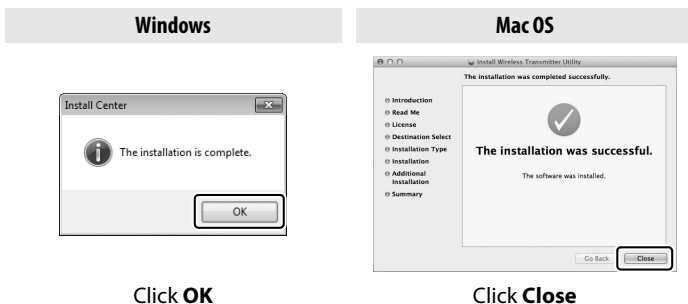 Windows
Install Center
The installation is complete.
OK
Click OK
Mac OS
Install Wireless Transmitter Utility
The installation was completed successfully.
Introduction
Read Me
License
Destination Select
Installation Type
Installation
Additional
Installation
Summary
The installation was successful.
The software was installed.
Go Back
Close
Click Close